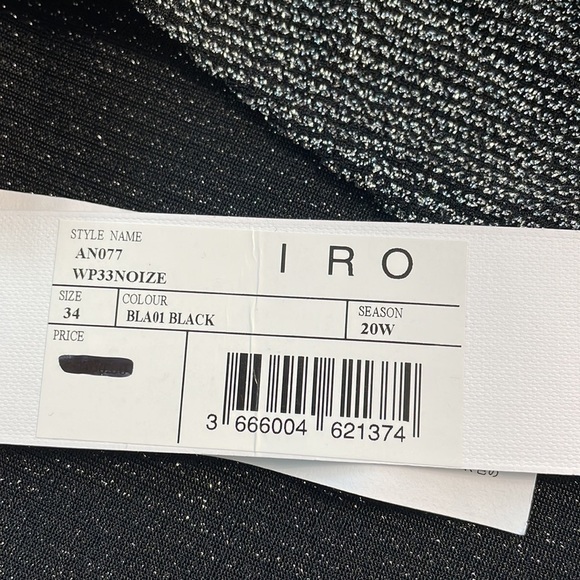 STYLE NAME
AN077
WP33NOIZE
I R O
SIZE
34
COLOUR
BLA01 BLACK
SEASON
20W
PRICE
3 666004 621374